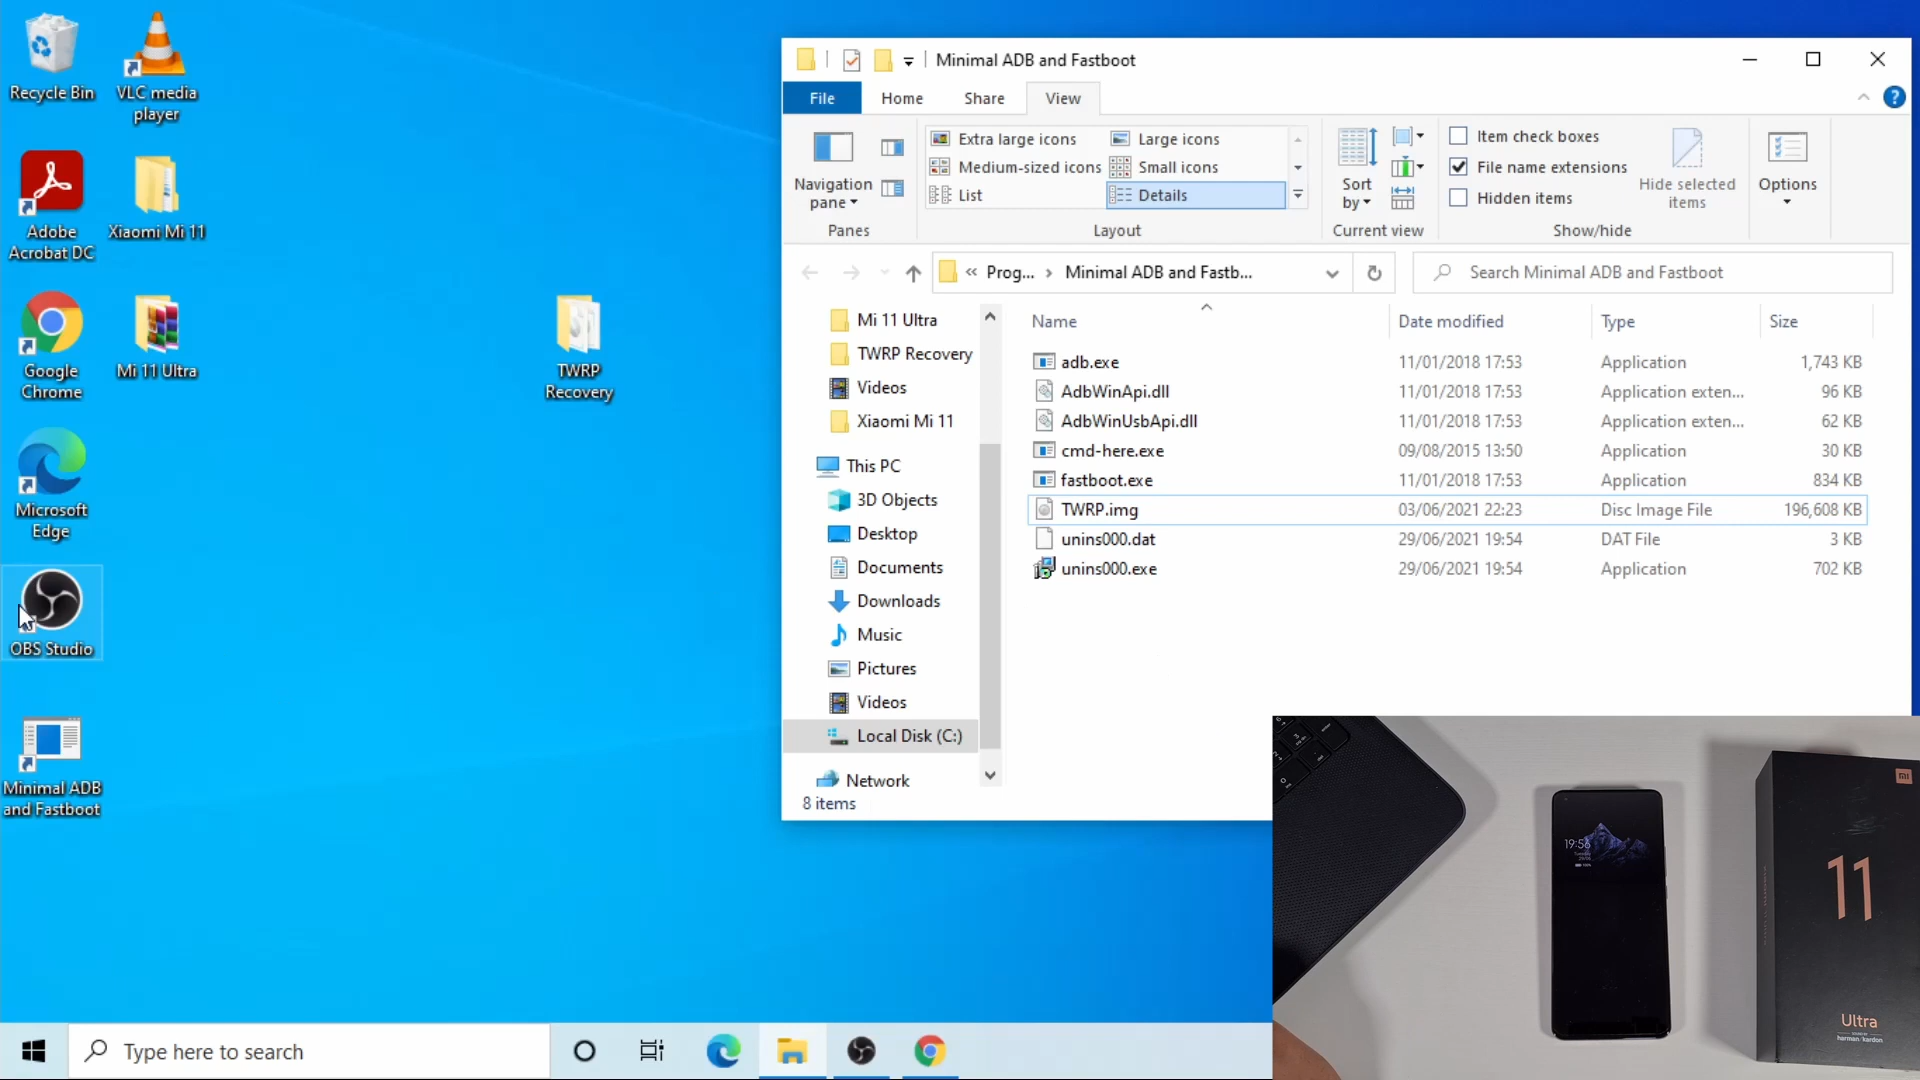 Recycle Bin
VLC media
player
Adobe
Acrobat DC
Xiaomi Mi 11
Google
Chrome
Mi 11 Ultra
TWRP
Recovery
Microsoft
Edge
OBS Studio
Minimal ADB
and Fastboot
Minimal ADB and Fastboot
File
Home
Share
View
Navigation
pane
Panes
Extra large icons
Large icons
Medium-sized icons
Small icons
List
Details
Layout
Sort
by
Current view
Item check boxes
File name extensions
Hidden items
Hide selected
items
Show/hide
Options
« Prog... › Minimal ADB and Fastb...
Search Minimal ADB and Fastboot
Mi 11 Ultra
TWRP Recovery
Videos
Xiaomi Mi 11
This PC
3D Objects
Desktop
Documents
Downloads
Music
Pictures
Videos
Local Disk (C:)
Network
Name Date modified Type Size
adb.exe 11/01/2018 17:53 Application 1,743 KB
AdbWinApi.dll 11/01/2018 17:53 Application exten... 96 KB
AdbWinUsbApi.dll 11/01/2018 17:53 Application exten... 62 KB
cmd-here.exe 09/08/2015 13:50 Application 30 KB
fastboot.exe 11/01/2018 17:53 Application 834 KB
TWRP.img 03/06/2021 22:23 Disc Image File 196,608 KB
unins000.dat 29/06/2021 19:54 DAT File 3 KB
unins000.exe 29/06/2021 19:54 Application 702 KB
8 items
19:56
mi
11
Ultra
harman/kardon
Type here to search